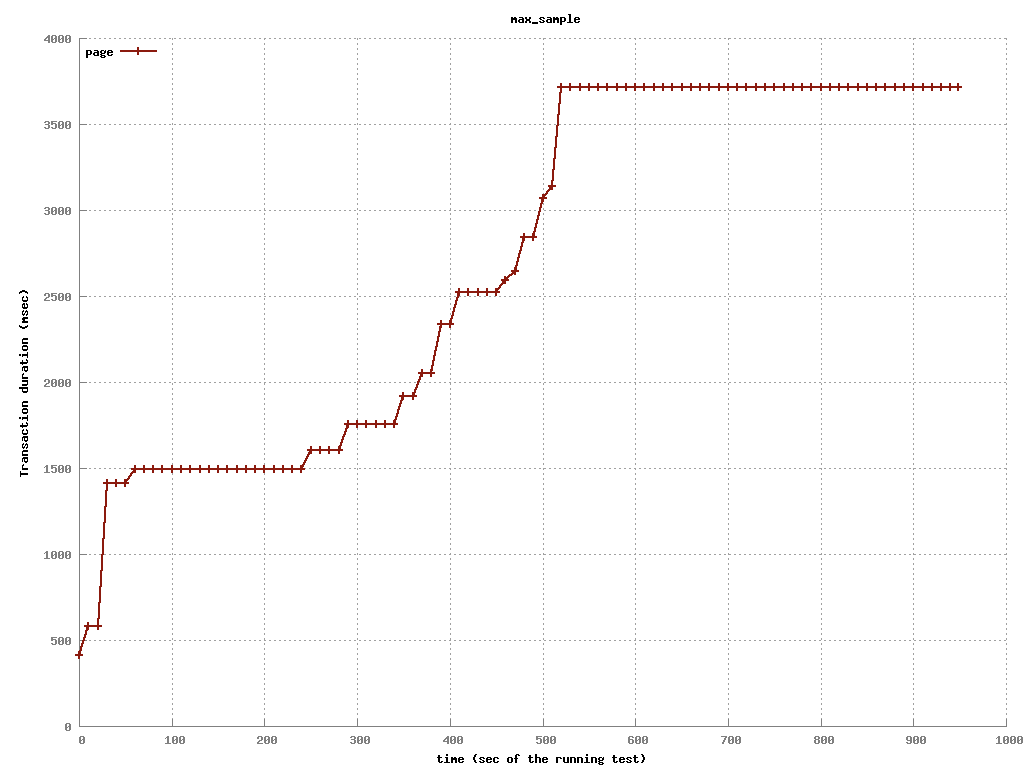 max_sample
4000
page
3500
3000
2500
2000
1500
1000
500
0
Transaction duration (msec)
0 100 200 300 400 500 600 700 800 900 1000
time (sec of the running test)